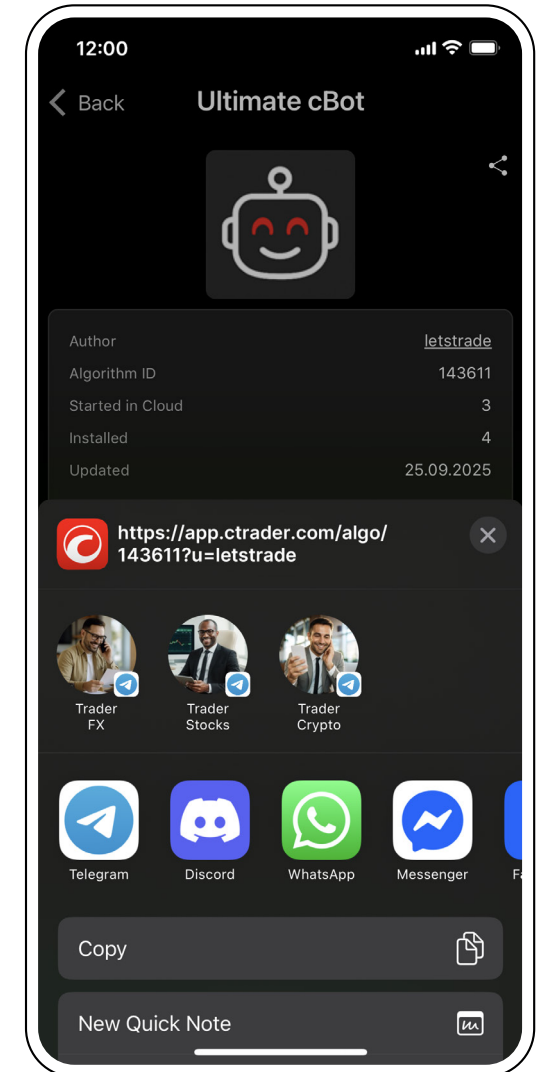 12:00
Back
Ultimate cBot
Author
letstrade
Algorithm ID
143611
Started in Cloud
3
Installed
4
Updated
25.09.2025
https://app.ctrader.com/algo/
143611?u=letstrade
Trader
FX
Trader
Stocks
Trader
Crypto
Telegram
Discord
WhatsApp
Messenger
Copy
New Quick Note